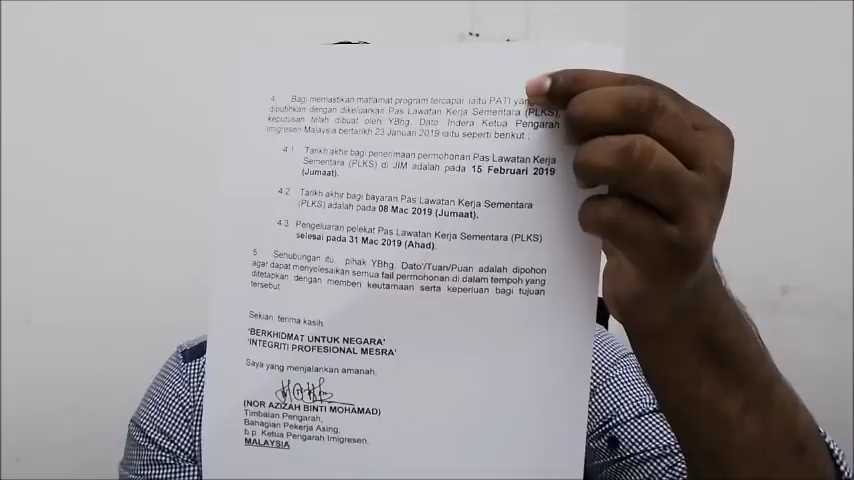 4. Bagi memastikan matlamat program tercapai iaitu PATI yang
diputihkan dengan dikeluarkan Pas Lawatan Kerja Sementara (PLKS),
keputusan telah dibuat oleh YBhg. Dato Indera Ketua Pengarah
Imigresen Malaysia bertarikh 23 Januari 2019 iaitu seperti berikut :
4.1 Tarikh akhir bagi penerimaan permohonan Pas Lawatan Kerja
Sementara (PLKS) di JIM adalah pada 15 Februari 2019
(Jumaat).
4.2 Tarikh akhir bagi bayaran Pas Lawatan Kerja Sementara
(PLKS) adalah pada 08 Mac 2019 (Jumaat).
4.3 Pengeluaran pelekat Pas Lawatan Kerja Sementara (PLKS)
selesai pada 31 Mac 2019 (Ahad).
5. Sehubungan itu, pihak YBhg. Dato'/Tuan/Puan adalah dipohon
agar dapat menyelesaikan semua fail permohonan di dalam tempoh yang
ditetapkan dengan memberi keutamaan serta keperluan bagi tujuan
tersebut.
Sekian, terima kasih.
'BERKHIDMAT UNTUK NEGARA'
'INTEGRITI PROFESIONAL MESRA'
Saya yang menjalankan amanah,
(NOR AZIZAH BINTI MOHAMAD)
Timbalan Pengarah,
Bahagian Pekerja Asing,
b.p. Ketua Pengarah Imigresen,
MALAYSIA